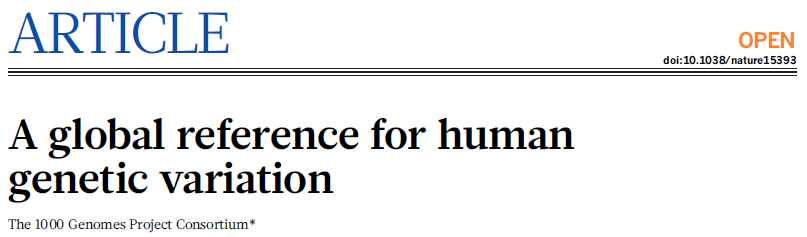 ARTICLE
OPEN
doi:10.1038/nature15393
A global reference for human
genetic variation
The 1000 Genomes Project Consortium*